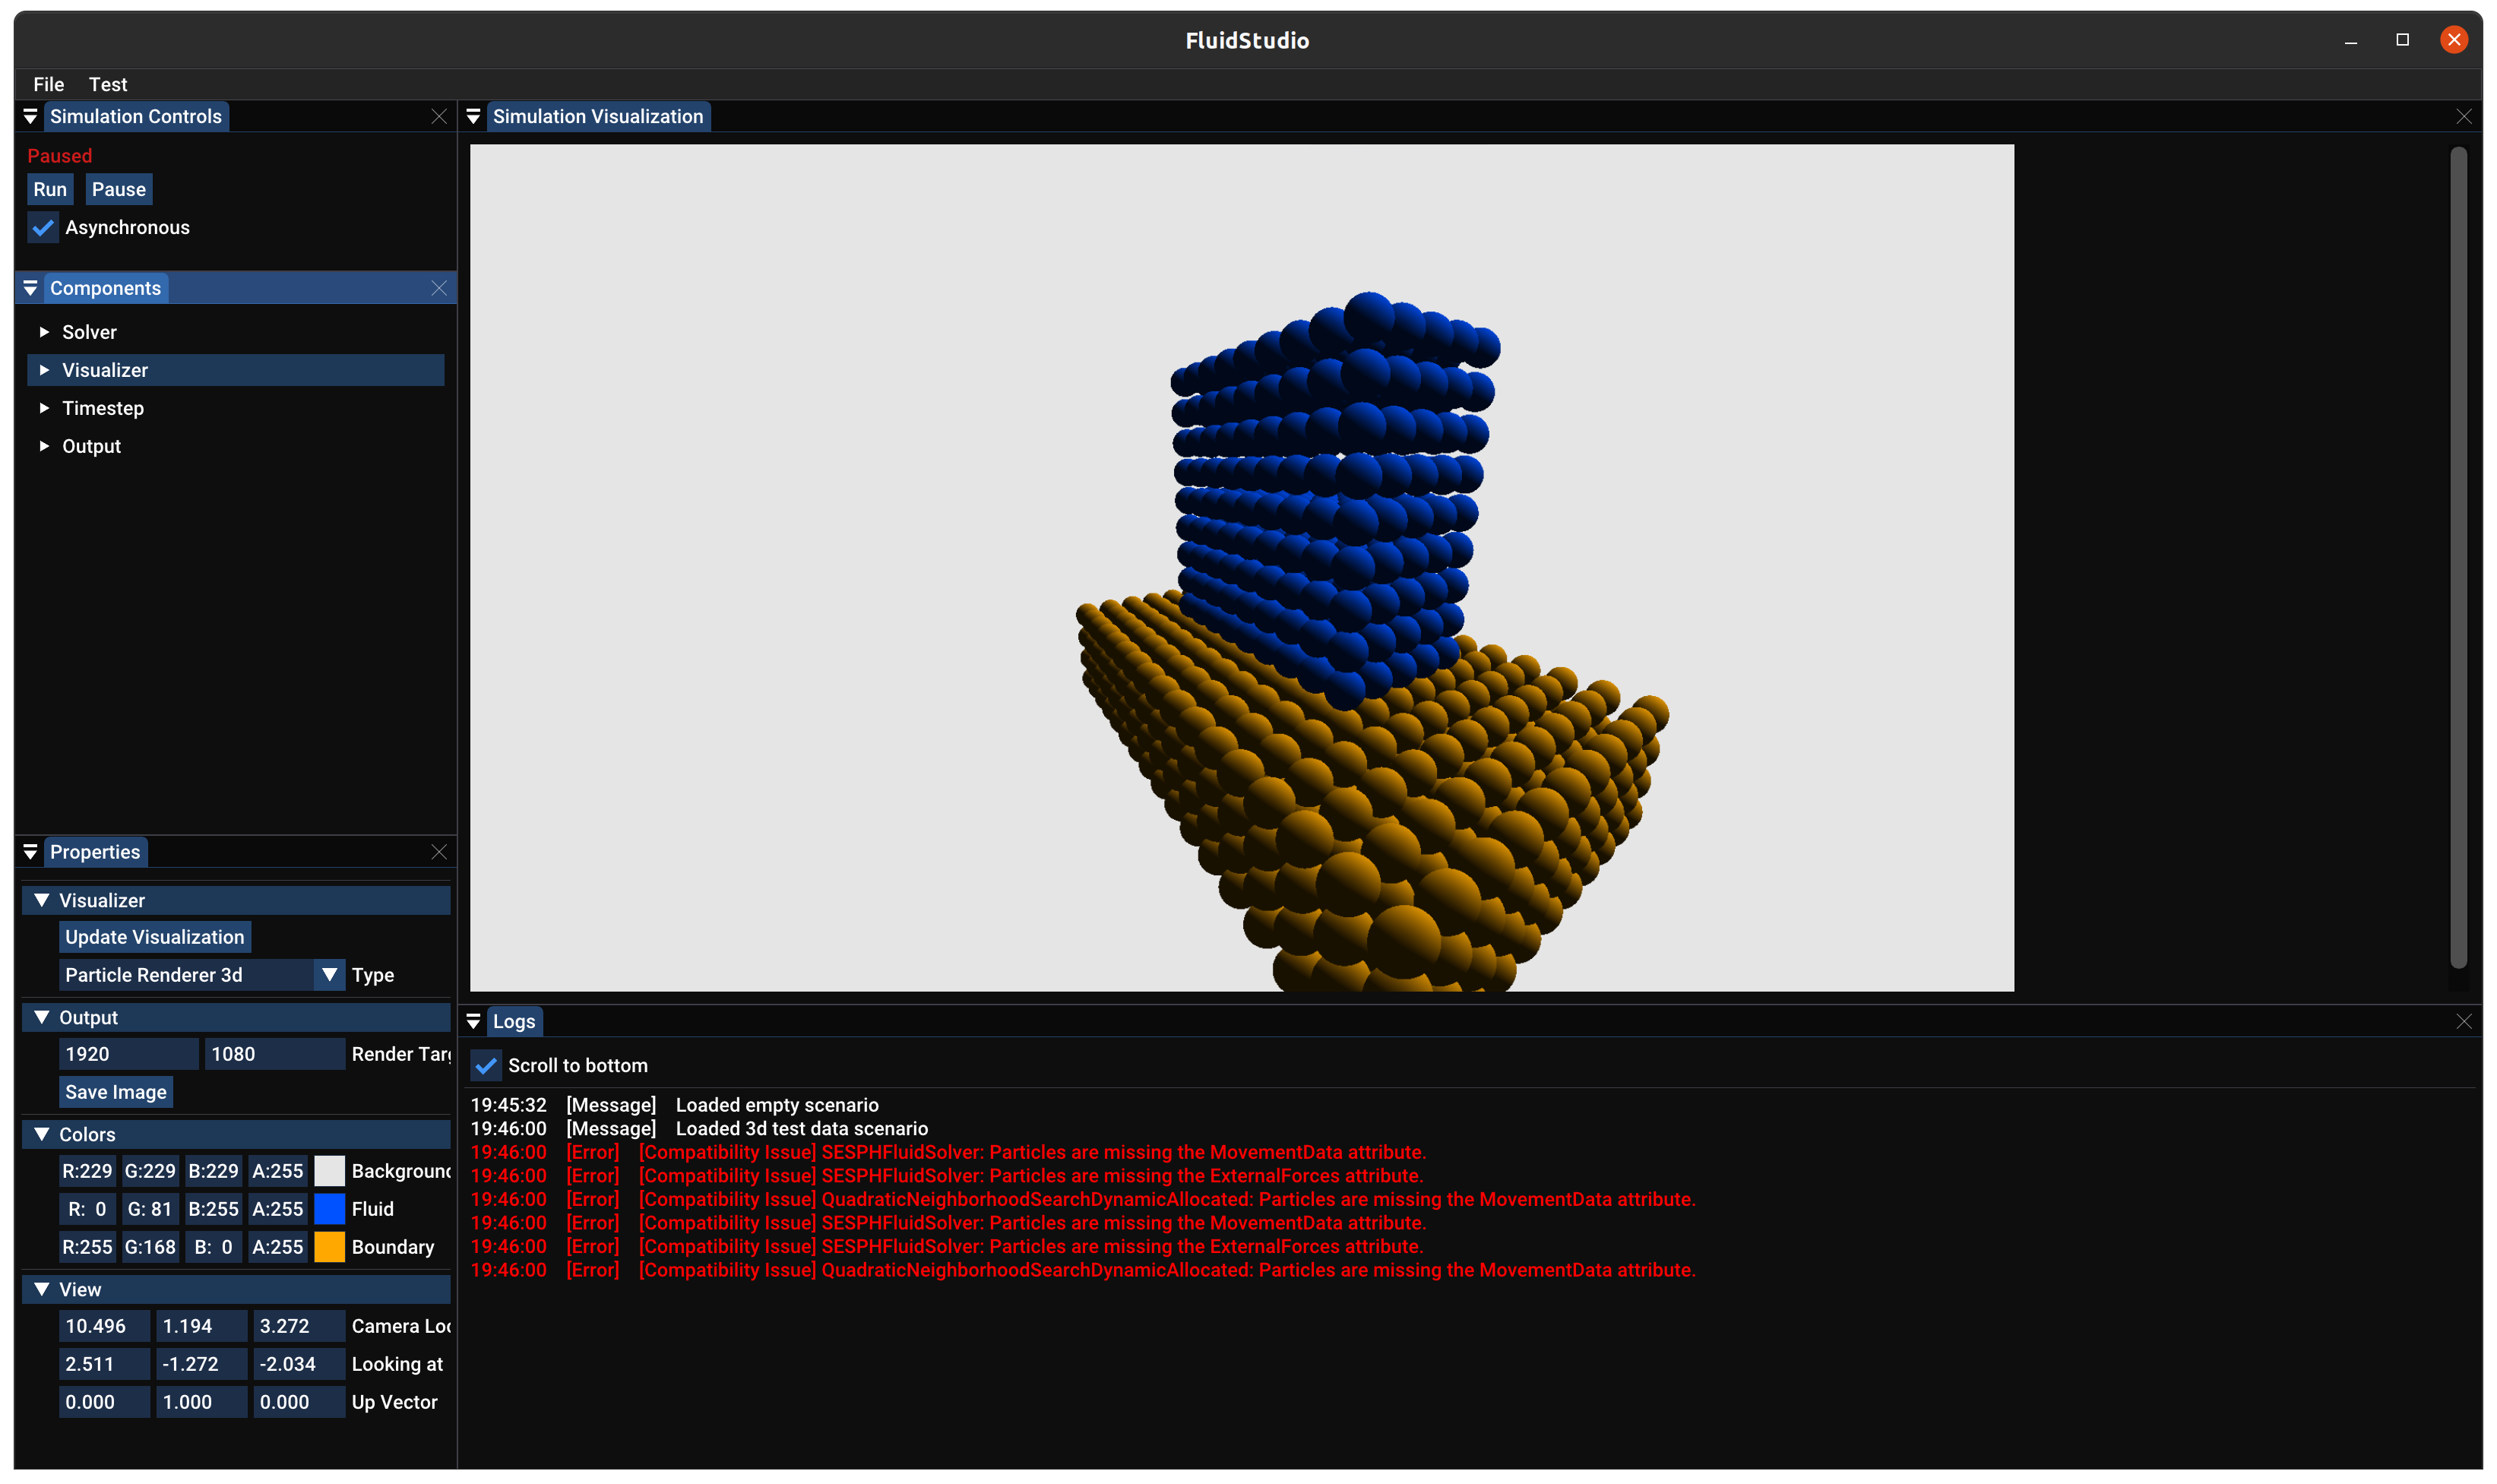 FluidStudio
File Test
Simulation Controls
Paused
Run Pause
Asynchronous
Components
Solver
Visualizer
Timestep
Output
Properties
Visualizer
Update Visualization
Particle Renderer 3d Type
Output
1920 1080 Render Targ
Save Image
Colors
R:229 G:229 B:229 A:255 Background
R: 0 G: 81 B:255 A:255 Fluid
R:255 G:168 B: 0 A:255 Boundary
View
10.496 1.194 3.272 Camera Loc
2.511 -1.272 -2.034 Looking at
0.000 1.000 0.000 Up Vector
Simulation Visualization
Logs
Scroll to bottom
19:45:32 [Message] Loaded empty scenario
19:46:00 [Message] Loaded 3d test data scenario
19:46:00 [Error] [Compatibility Issue] SESPHFluidSolver: Particles are missing the MovementData attribute.
19:46:00 [Error] [Compatibility Issue] SESPHFluidSolver: Particles are missing the ExternalForces attribute.
19:46:00 [Error] [Compatibility Issue] QuadraticNeighborhoodSearchDynamicAllocated: Particles are missing the MovementData attribute.
19:46:00 [Error] [Compatibility Issue] SESPHFluidSolver: Particles are missing the MovementData attribute.
19:46:00 [Error] [Compatibility Issue] SESPHFluidSolver: Particles are missing the ExternalForces attribute.
19:46:00 [Error] [Compatibility Issue] QuadraticNeighborhoodSearchDynamicAllocated: Particles are missing the MovementData attribute.